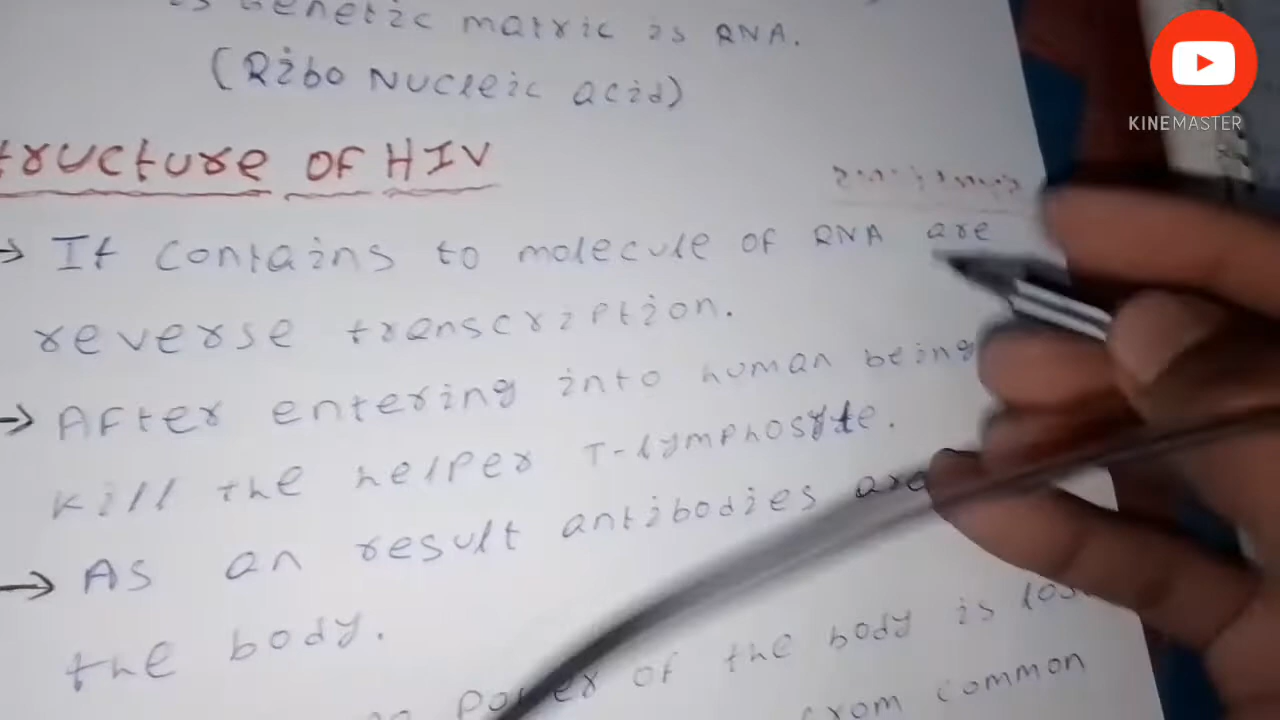 Genetic matric is RNA.
(Ribo Nucleic acid)
KINEMASTER
tructure OF HIV
→ It contains to molecule of RNA are
reverse transcription.
→ After entering into human being
kill the helper T-lymphosyte.
→ As an result antibodies are
the body.
power of the body is los
from common